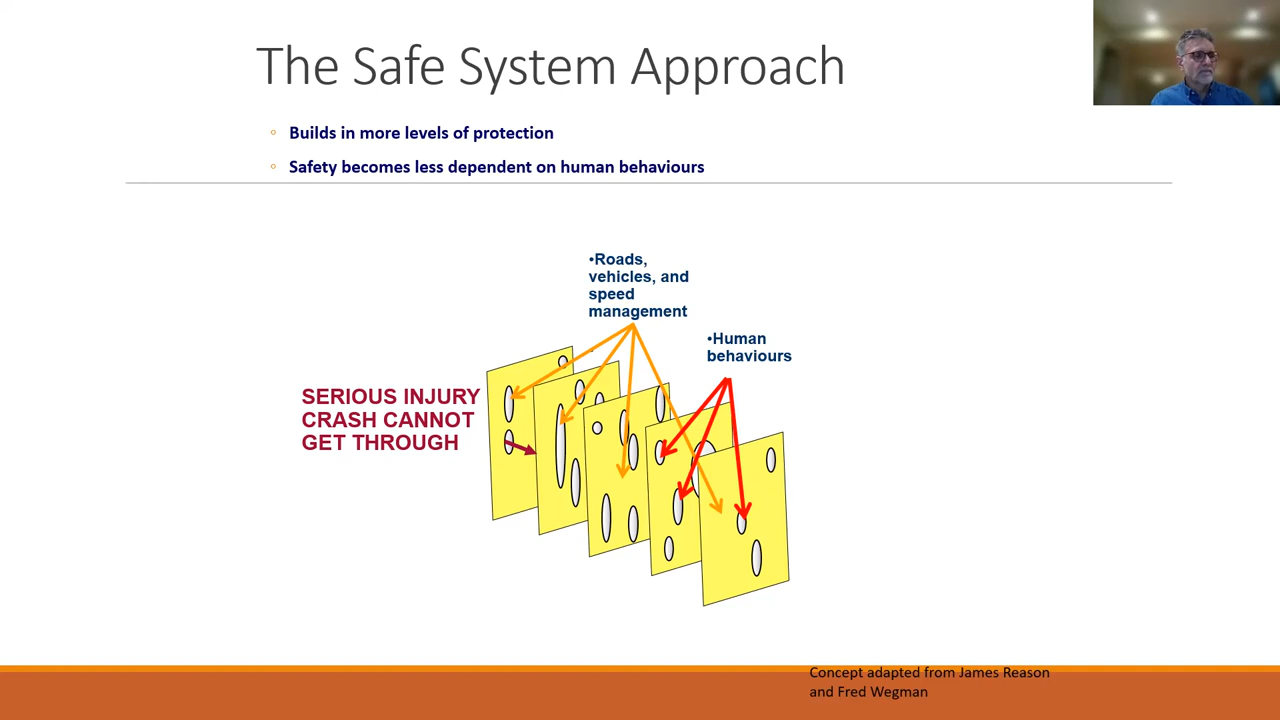 The Safe System Approach
◦ Builds in more levels of protection
◦ Safety becomes less dependent on human behaviours
•Roads,
vehicles, and
speed
management
•Human
behaviours
SERIOUS INJURY
CRASH CANNOT
GET THROUGH
Concept adapted from James Reason
and Fred Wegman